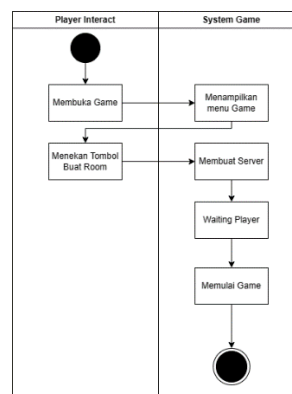 Player Interact
System Game
Membuka Game
Menampilkan
menu Game
Menekan Tombol
Buat Room
Membuat Server
Waiting Player
Memulai Game